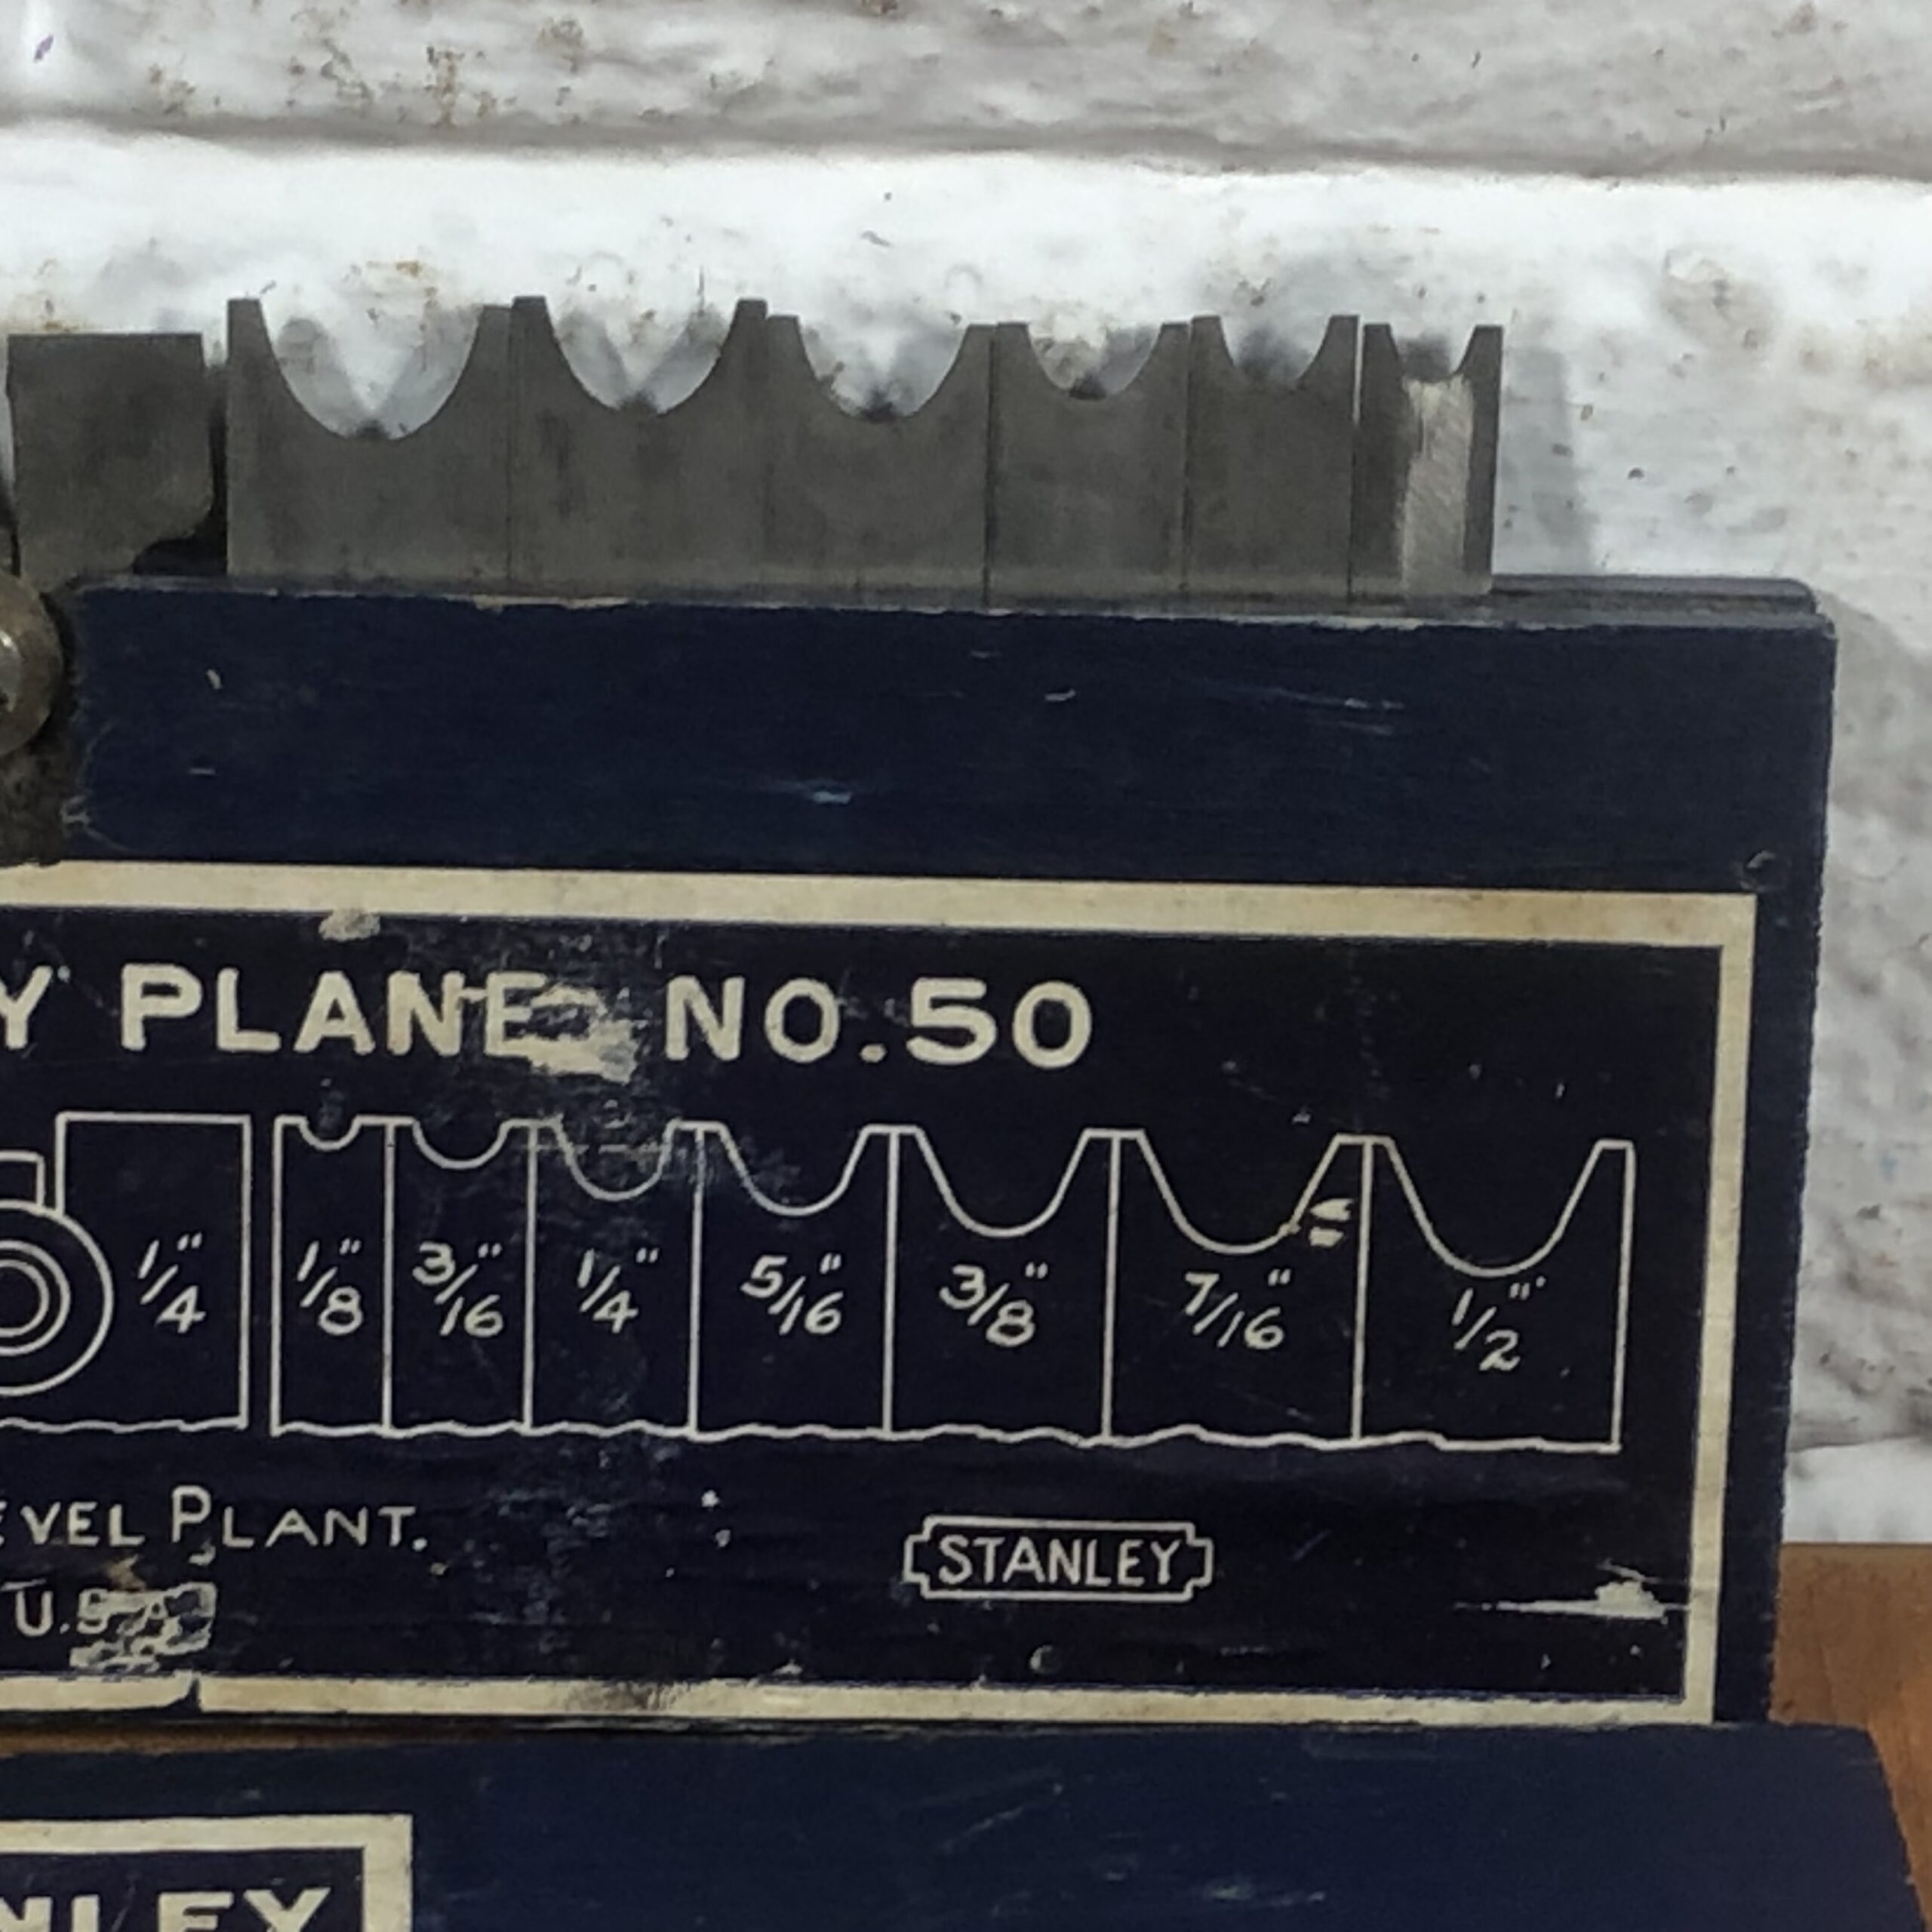 Y PLANE NO.50
1/4" 1/8" 3/16" 1/4" 5/16" 3/8" 7/16" 1/2"
EVEL PLANT.
STANLEY
U.S.A.
NLEY